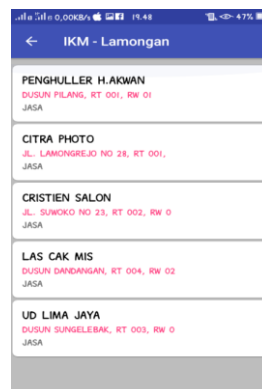 0,00KB/s 19.41 47%
IKM - Lamongan
PENGHULLER H.AKWAN
DUSUN PILANG, RT 001, RW 01
JASA
CITRA PHOTO
JL. LAMONGREJO NO 28, RT 001,
JASA
CRISTIEN SALON
JL. SUWOKO NO 23, RT 002, RW 0
JASA
LAS CAK MIS
DUSUN DANDANGAN, RT 004, RW 02
JASA
UD LIMA JAYA
DUSUN SUNGELEBAK, RT 003, RW 0
JASA